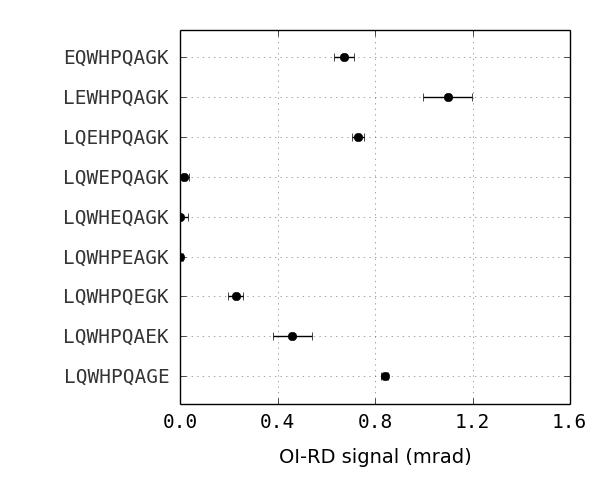 EQWHPQAGK
LEWHPQAGK
LQEHPQAGK
LQWEPQAGK
LQWHEQAGK
LQWHPEAGK
LQWHPQEGK
LQWHPQAEK
LQWHPQAGE
0.0 0.4 0.8 1.2 1.6
OI-RD signal (mrad)